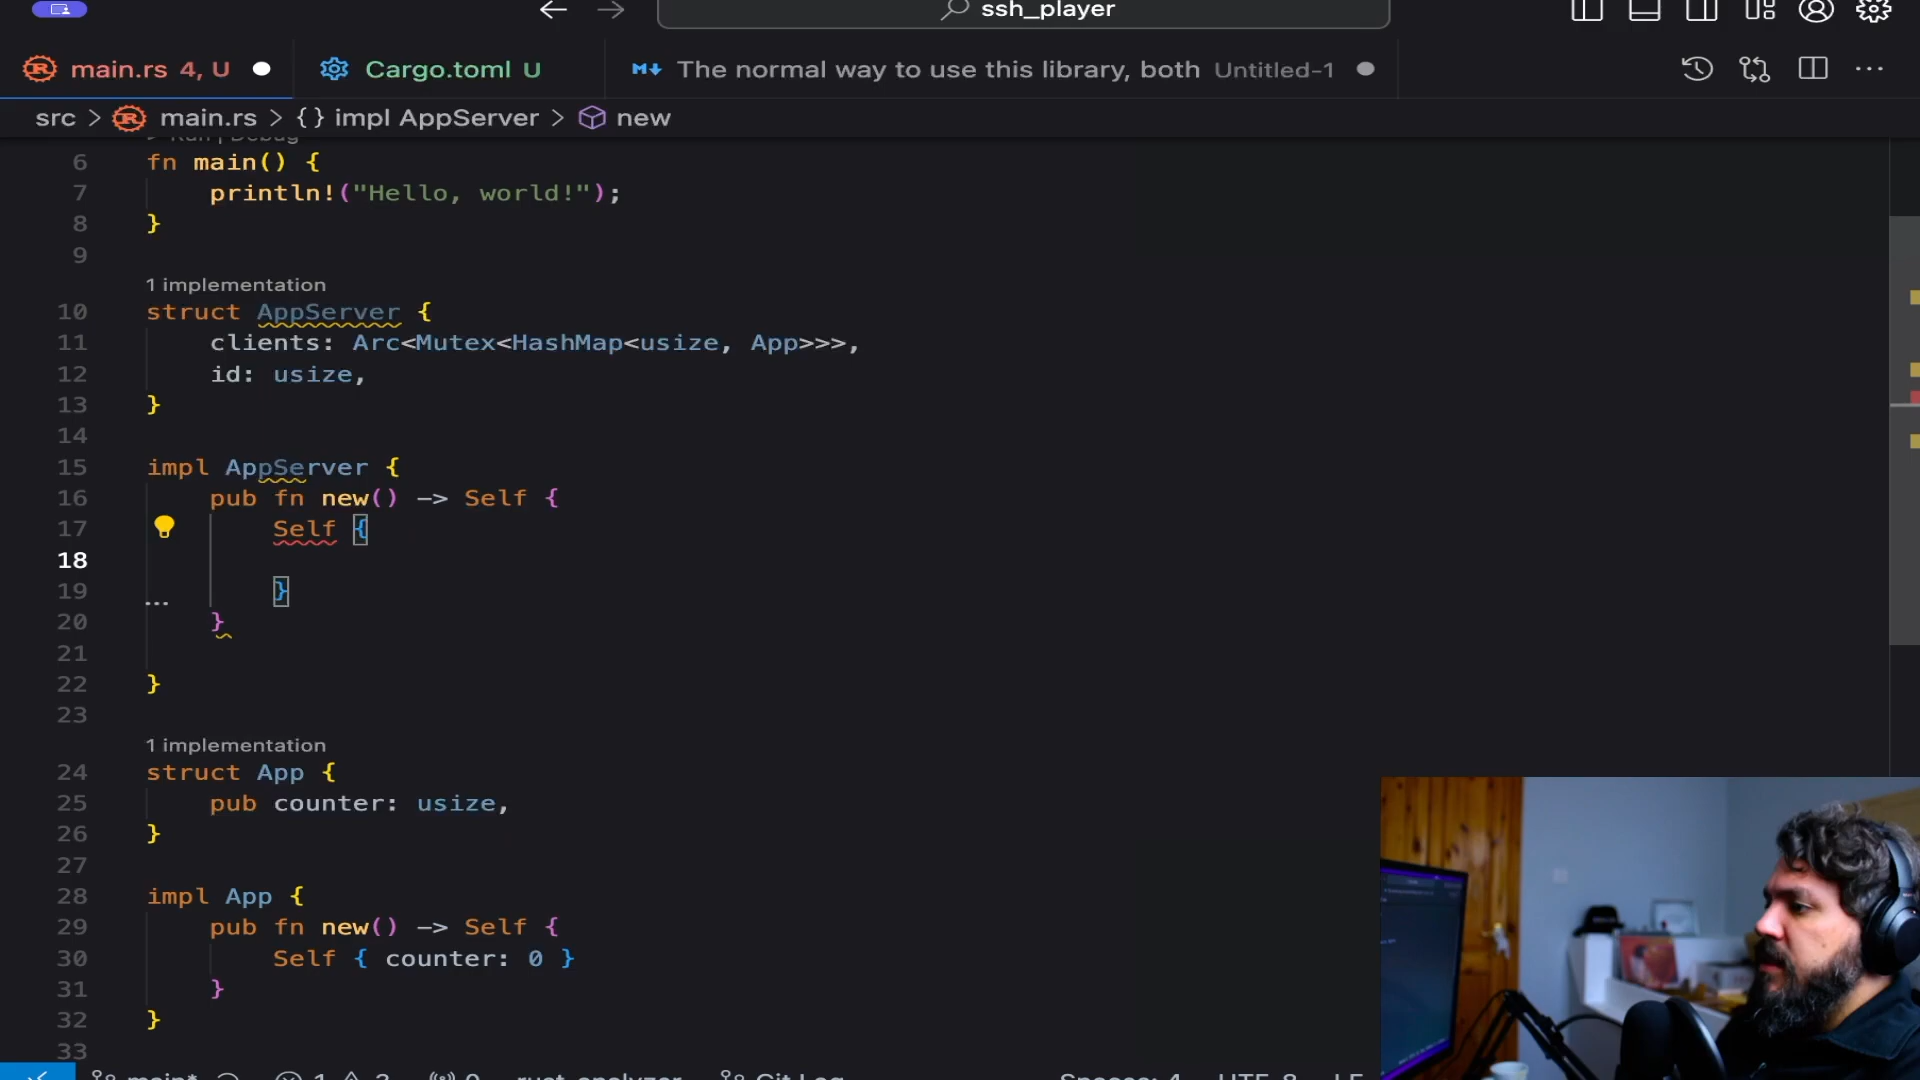 ssh_player
main.rs 4, U
Cargo.toml U
The normal way to use this library, both Untitled-1
src > main.rs > {} impl AppServer > new
6 fn main() {
7 println!("Hello, world!");
8 }
9
1 implementation
10 struct AppServer {
11 clients: Arc<Mutex<HashMap<usize, App>>>,
12 id: usize,
13 }
14
15 impl AppServer {
16 pub fn new() -> Self {
17 Self {
18
19 }
20 }
21
22 }
23
1 implementation
24 struct App {
25 pub counter: usize,
26 }
27
28 impl App {
29 pub fn new() -> Self {
30 Self { counter: 0 }
31 }
32 }
33